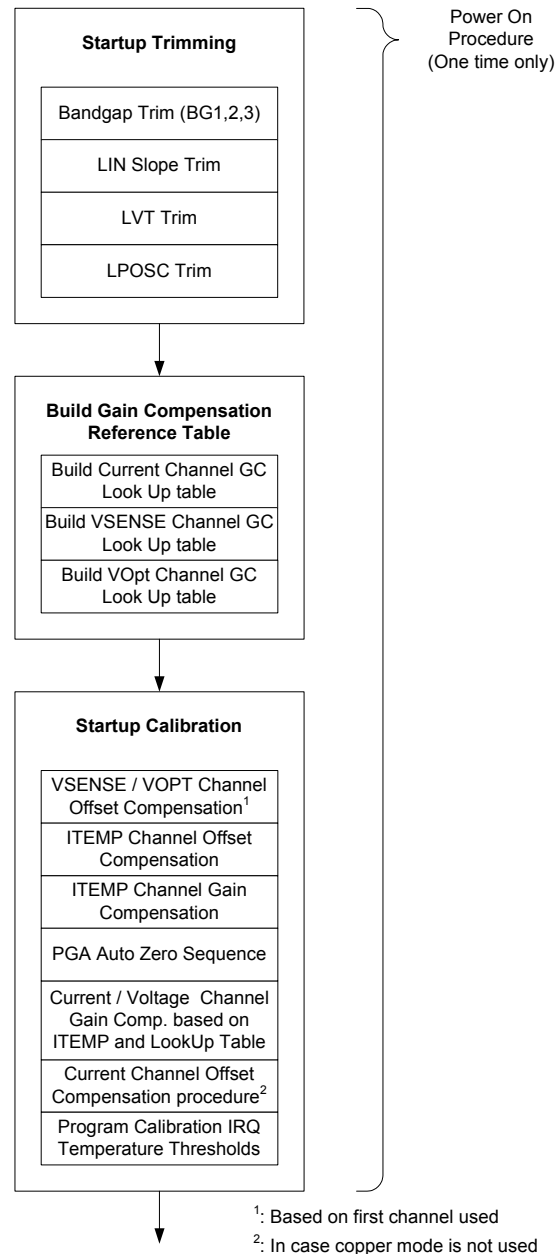 Startup Trimming
Power On
Procedure
(One time only)
Bandgap Trim (BG1,2,3)
LIN Slope Trim
LVT Trim
LPOSC Trim
Build Gain Compensation
Reference Table
Build Current Channel GC
Look Up table
Build VSENSE Channel GC
Look Up table
Build VOpt Channel GC
Look Up table
Startup Calibration
VSENSE / VOPT Channel
Offset Compensation¹
ITEMP Channel Offset
Compensation
ITEMP Channel Gain
Compensation
PGA Auto Zero Sequence
Current / Voltage Channel
Gain Comp. based on
ITEMP and LookUp Table
Current Channel Offset
Compensation procedure²
Program Calibration IRQ
Temperature Thresholds
¹: Based on first channel used
²: In case copper mode is not used